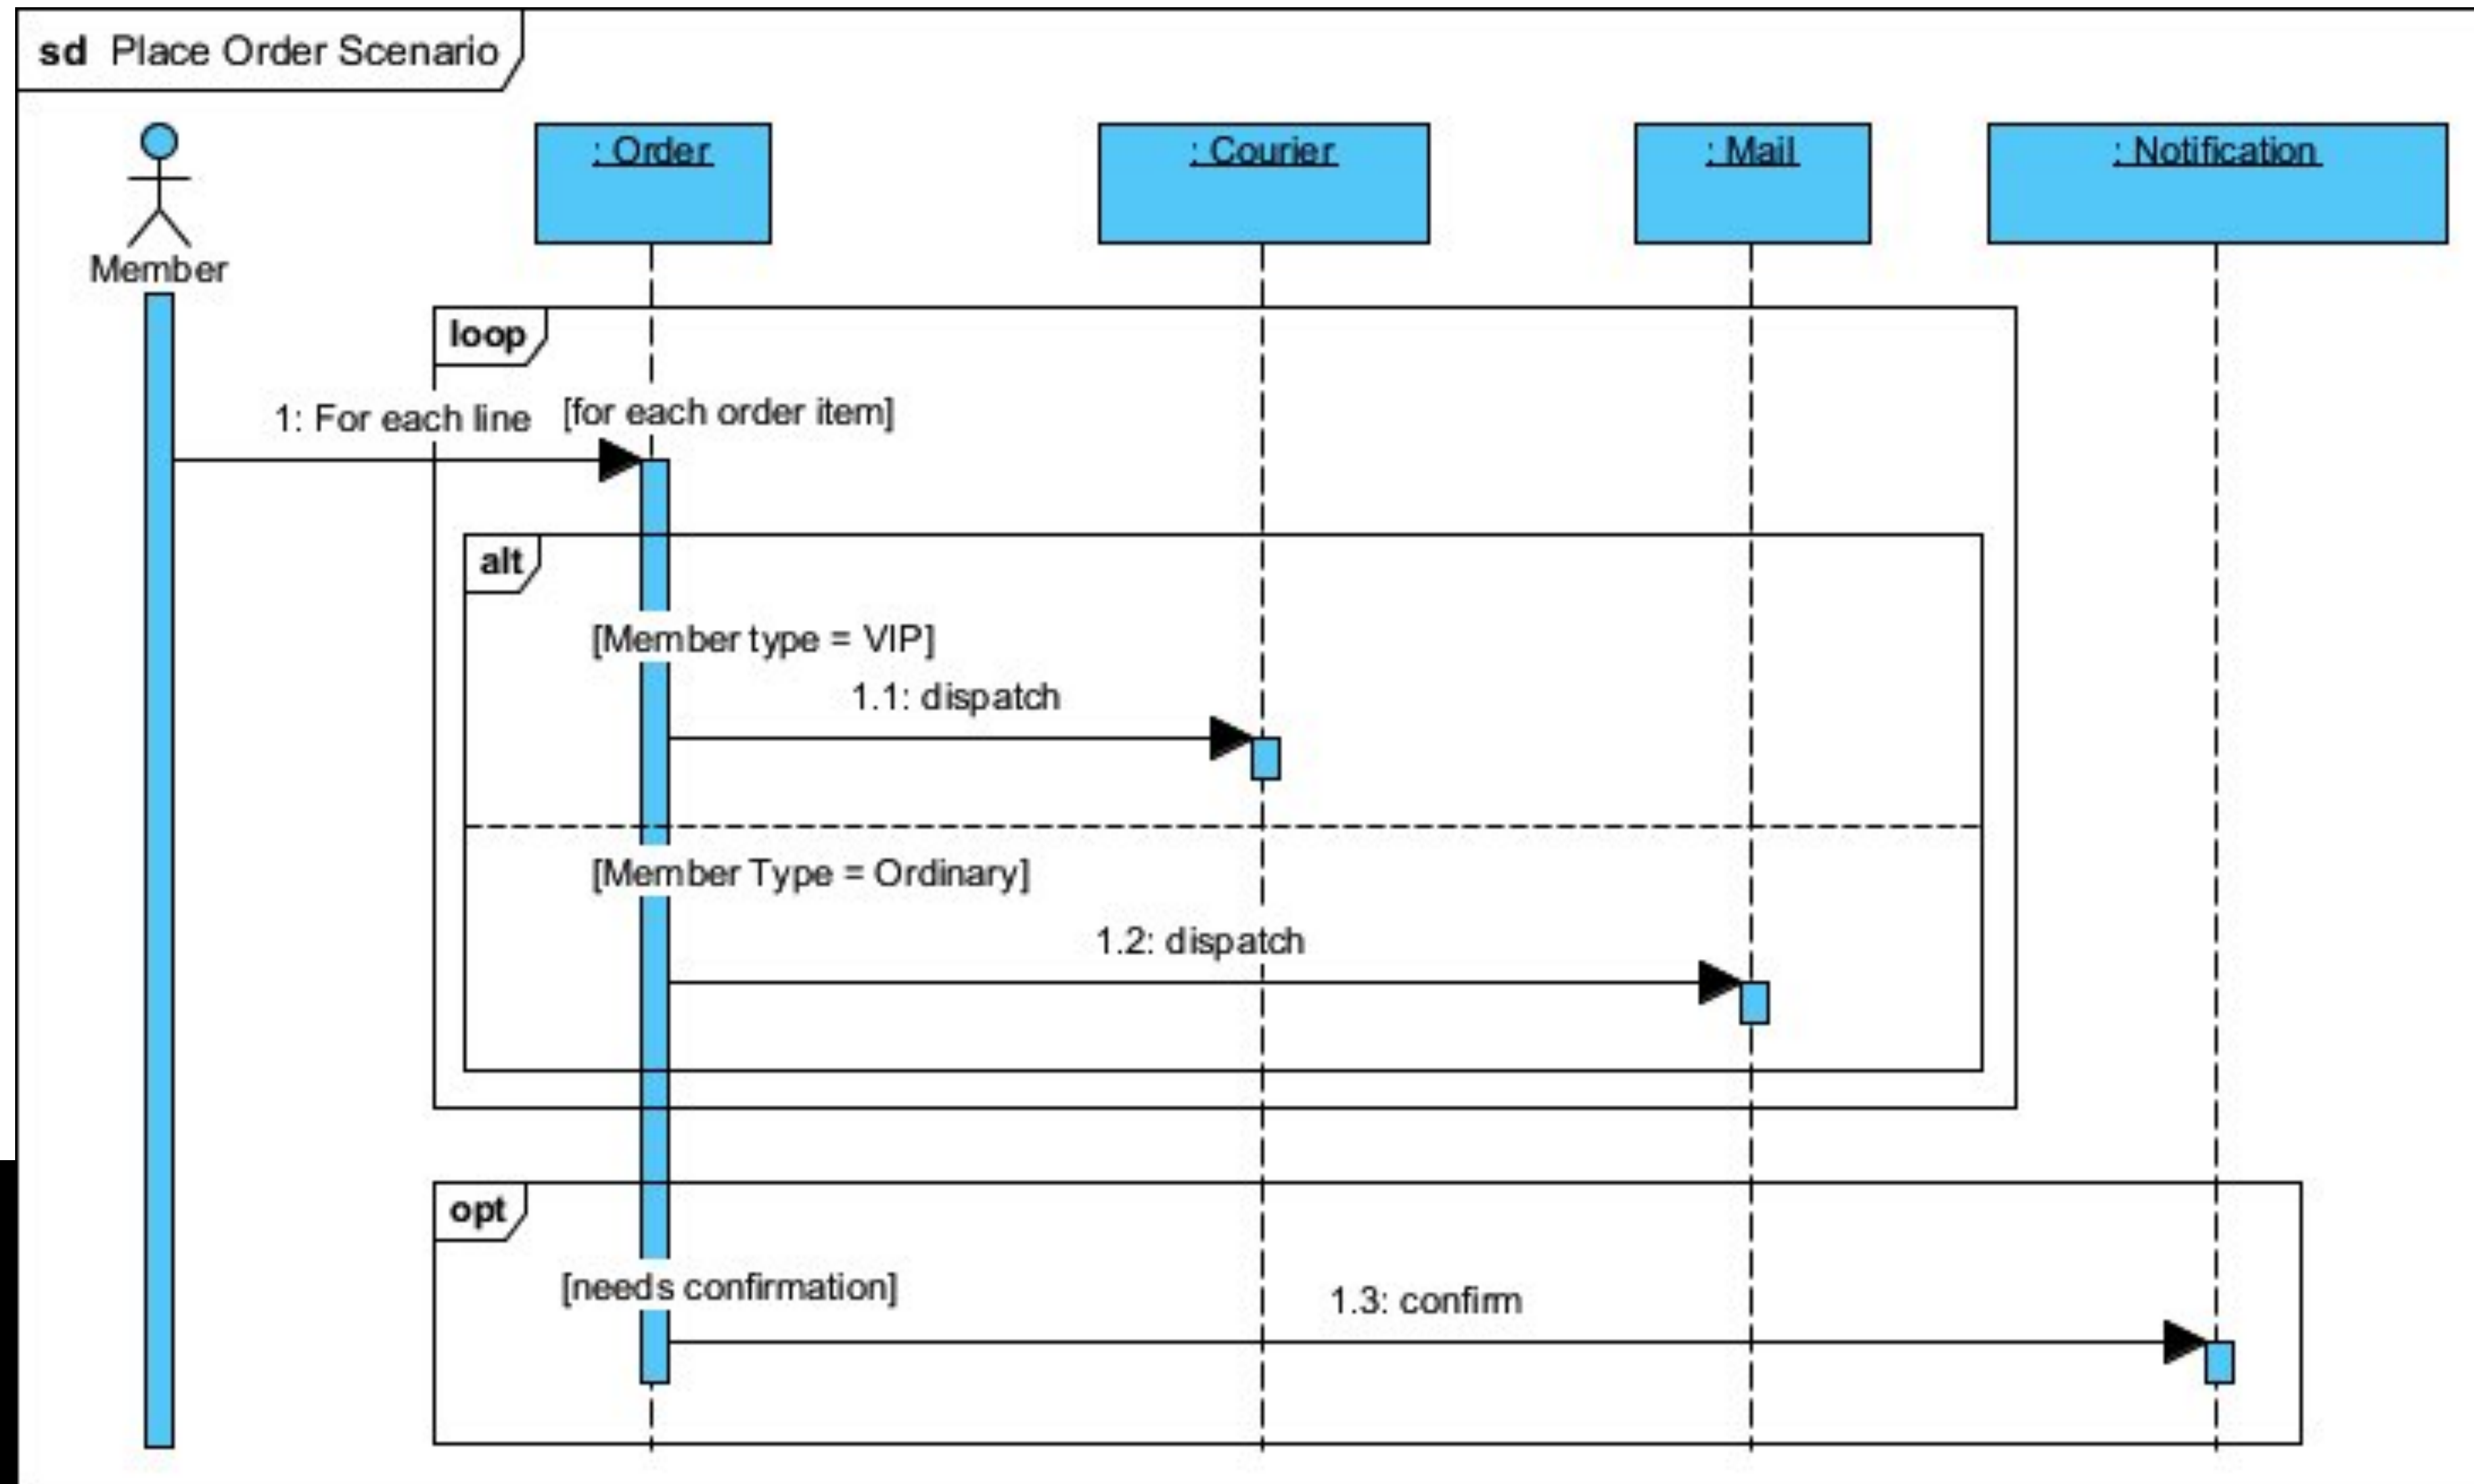 sd Place Order Scenario
Member
: Order
: Courier
: Mail
: Notification
loop
1: For each line
[for each order item]
alt
[Member type = VIP]
1.1: dispatch
[Member Type = Ordinary]
1.2: dispatch
opt
[needs confirmation]
1.3: confirm